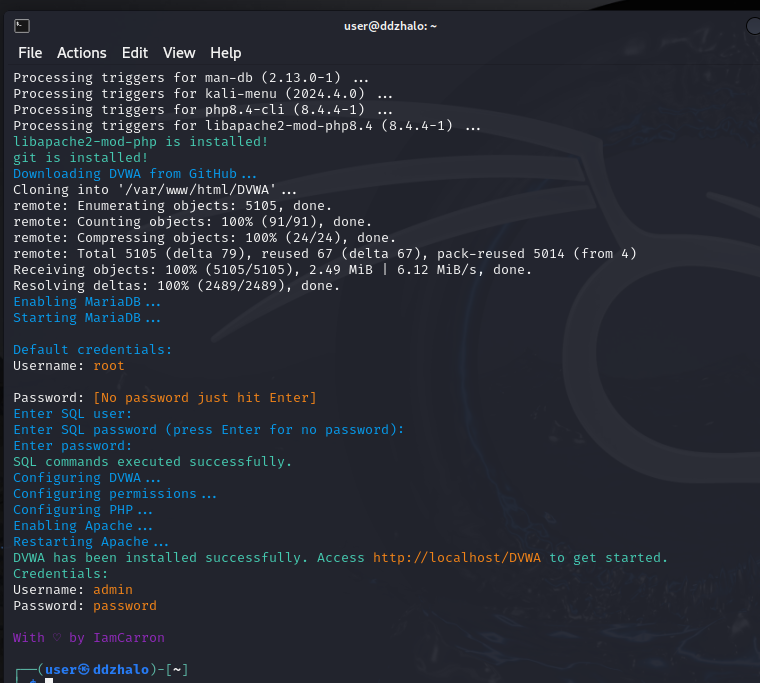 user@ddzhalo: ~
File Actions Edit View Help
Processing triggers for man-db (2.13.0-1) ...
Processing triggers for kali-menu (2024.4.0) ...
Processing triggers for php8.4-cli (8.4.4-1) ...
Processing triggers for libapache2-mod-php8.4 (8.4.4-1) ...
libapache2-mod-php is installed!
git is installed!
Downloading DVWA from GitHub...
Cloning into '/var/www/html/DVWA'...
remote: Enumerating objects: 5105, done.
remote: Counting objects: 100% (91/91), done.
remote: Compressing objects: 100% (24/24), done.
remote: Total 5105 (delta 79), reused 67 (delta 67), pack-reused 5014 (from 4)
Receiving objects: 100% (5105/5105), 2.49 MiB | 6.12 MiB/s, done.
Resolving deltas: 100% (2489/2489), done.
Enabling MariaDB...
Starting MariaDB...
Default credentials:
Username: root
Password: [No password just hit Enter]
Enter SQL user:
Enter SQL password (press Enter for no password):
Enter password:
SQL commands executed successfully.
Configuring DVWA...
Configuring permissions...
Configuring PHP...
Enabling Apache...
Restarting Apache...
DVWA has been installed successfully. Access http://localhost/DVWA to get started.
Credentials:
Username: admin
Password: password
With ♡ by IamCarron
┌──(user㉿ddzhalo)-[~]